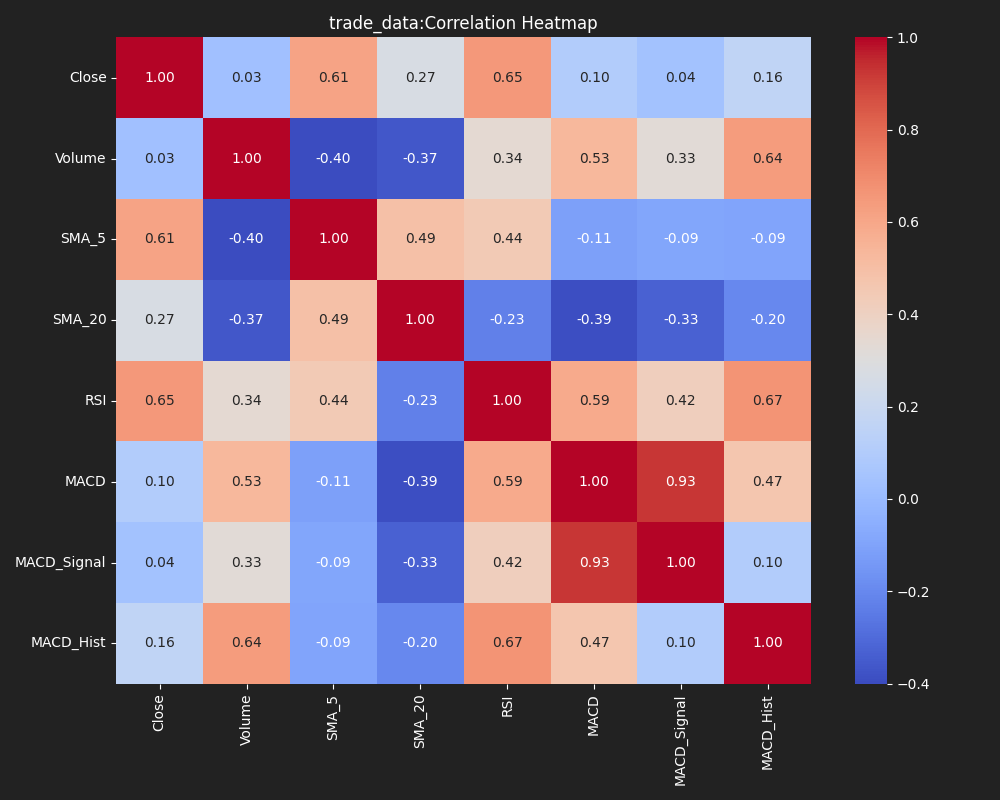 trade_data:Correlation Heatmap
Close 1.00 0.03 0.61 0.27 0.65 0.10 0.04 0.16
Volume 0.03 1.00 -0.40 -0.37 0.34 0.53 0.33 0.64
SMA_5 0.61 -0.40 1.00 0.49 0.44 -0.11 -0.09 -0.09
SMA_20 0.27 -0.37 0.49 1.00 -0.23 -0.39 -0.33 -0.20
RSI 0.65 0.34 0.44 -0.23 1.00 0.59 0.42 0.67
MACD 0.10 0.53 -0.11 -0.39 0.59 1.00 0.93 0.47
MACD_Signal 0.04 0.33 -0.09 -0.33 0.42 0.93 1.00 0.10
MACD_Hist 0.16 0.64 -0.09 -0.20 0.67 0.47 0.10 1.00
Close Volume SMA_5 SMA_20 RSI MACD MACD_Signal MACD_Hist
1.0
0.8
0.6
0.4
0.2
0.0
−0.2
−0.4